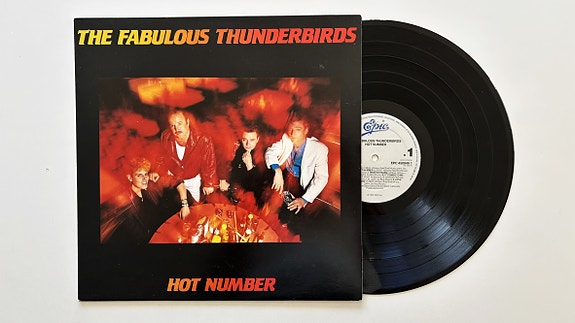 THE FABULOUS THUNDERBIRDS
HOT NUMBER
Epic
FABULOUS THUNDERBIRDS
HOT NUMBER
1